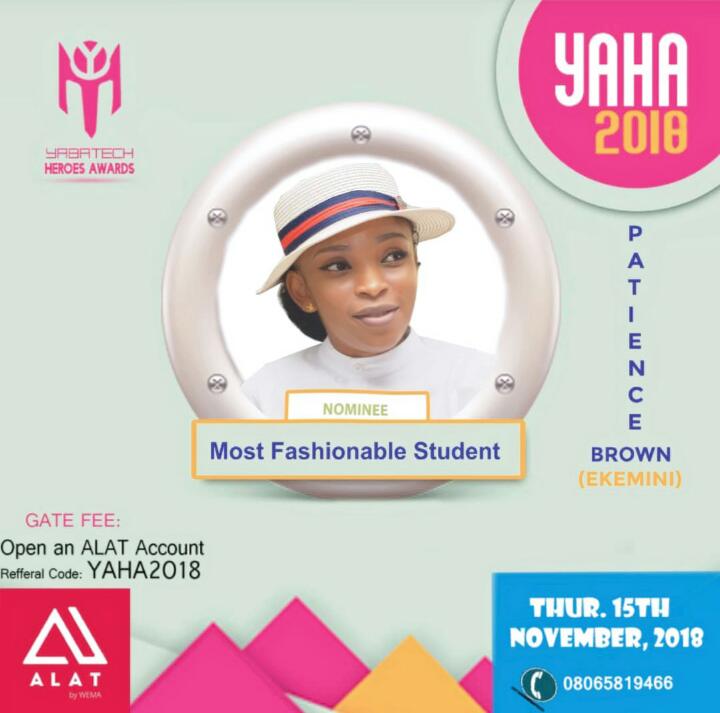 YABATECH
HEROES AWARDS
YAHA
2018
PATIENCE
BROWN
(EKEMINI)
NOMINEE
Most Fashionable Student
GATE FEE:
Open an ALAT Account
Refferal Code: YAHA2018
ALAT
by WEMA
THUR. 15TH
NOVEMBER, 2018
08065819466